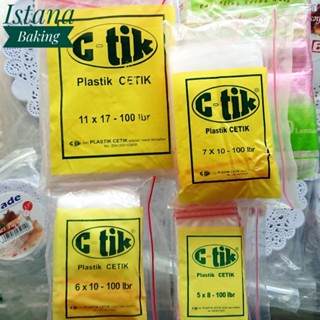 Istana
Baking
C-tik
Plastik CETIK
11 x 17 - 100 lbr
C-tik
Plastik CETIK
7 X 10 - 100 lbr
ade
C-tik
Plastik CETIK
6 x 10 - 100 lbr
C-tik
Plastik CETIK
5 x 8 - 100 lbr